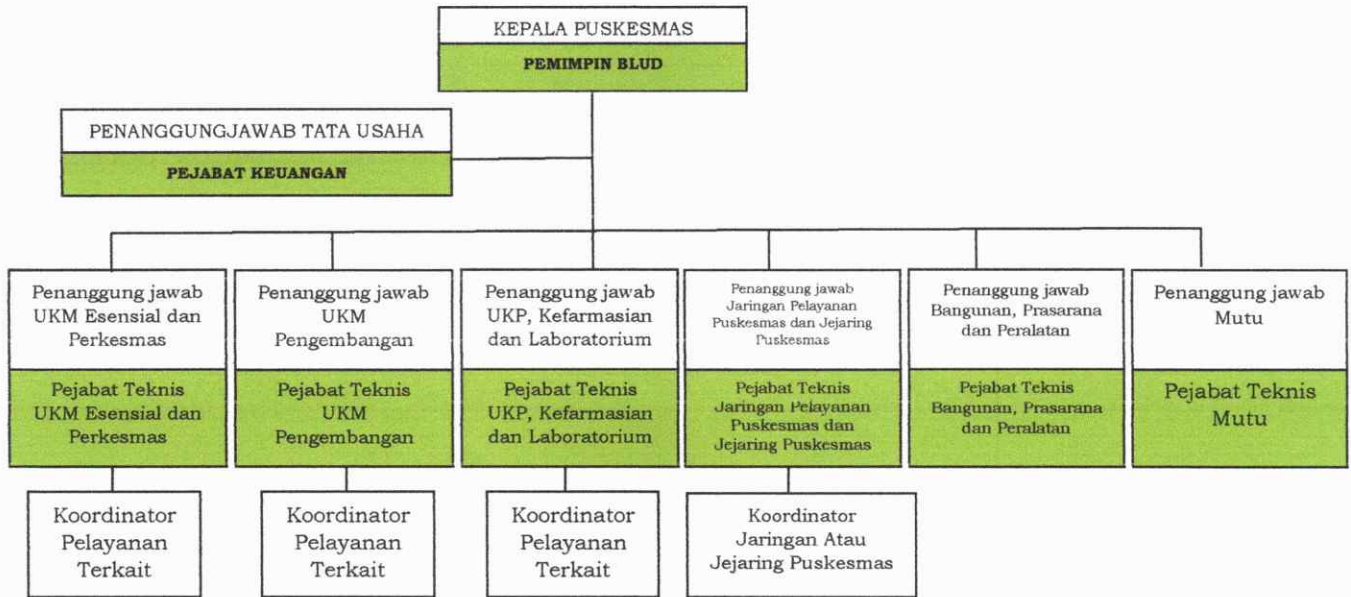 KEPALA PUSKESMAS
PEMIMPIN BLUD
PENANGGUNGJAWAB TATA USAHA
PEJABAT KEUANGAN
Penanggung jawab
UKM Esensial dan
Perkesmas
Pejabat Teknis
UKM Esensial dan
Perkesmas
Penanggung jawab
UKM
Pengembangan
Pejabat Teknis
UKM
Pengembangan
Penanggung jawab
UKP, Kefarmasian
dan Laboratorium
Pejabat Teknis
UKP, Kefarmasian
dan Laboratorium
Penanggung jawab
Jaringan Pelayanan
Puskesmas dan Jejaring
Puskesmas
Pejabat Teknis
Jaringan Pelayanan
Puskesmas dan
Jejaring Puskesmas
Penanggung jawab
Bangunan, Prasarana
dan Peralatan
Pejabat Teknis
Bangunan, Prasarana
dan Peralatan
Penanggung jawab
Mutu
Pejabat Teknis
Mutu
Koordinator
Pelayanan
Terkait
Koordinator
Pelayanan
Terkait
Koordinator
Pelayanan
Terkait
Koordinator
Jaringan Atau
Jejaring Puskesmas